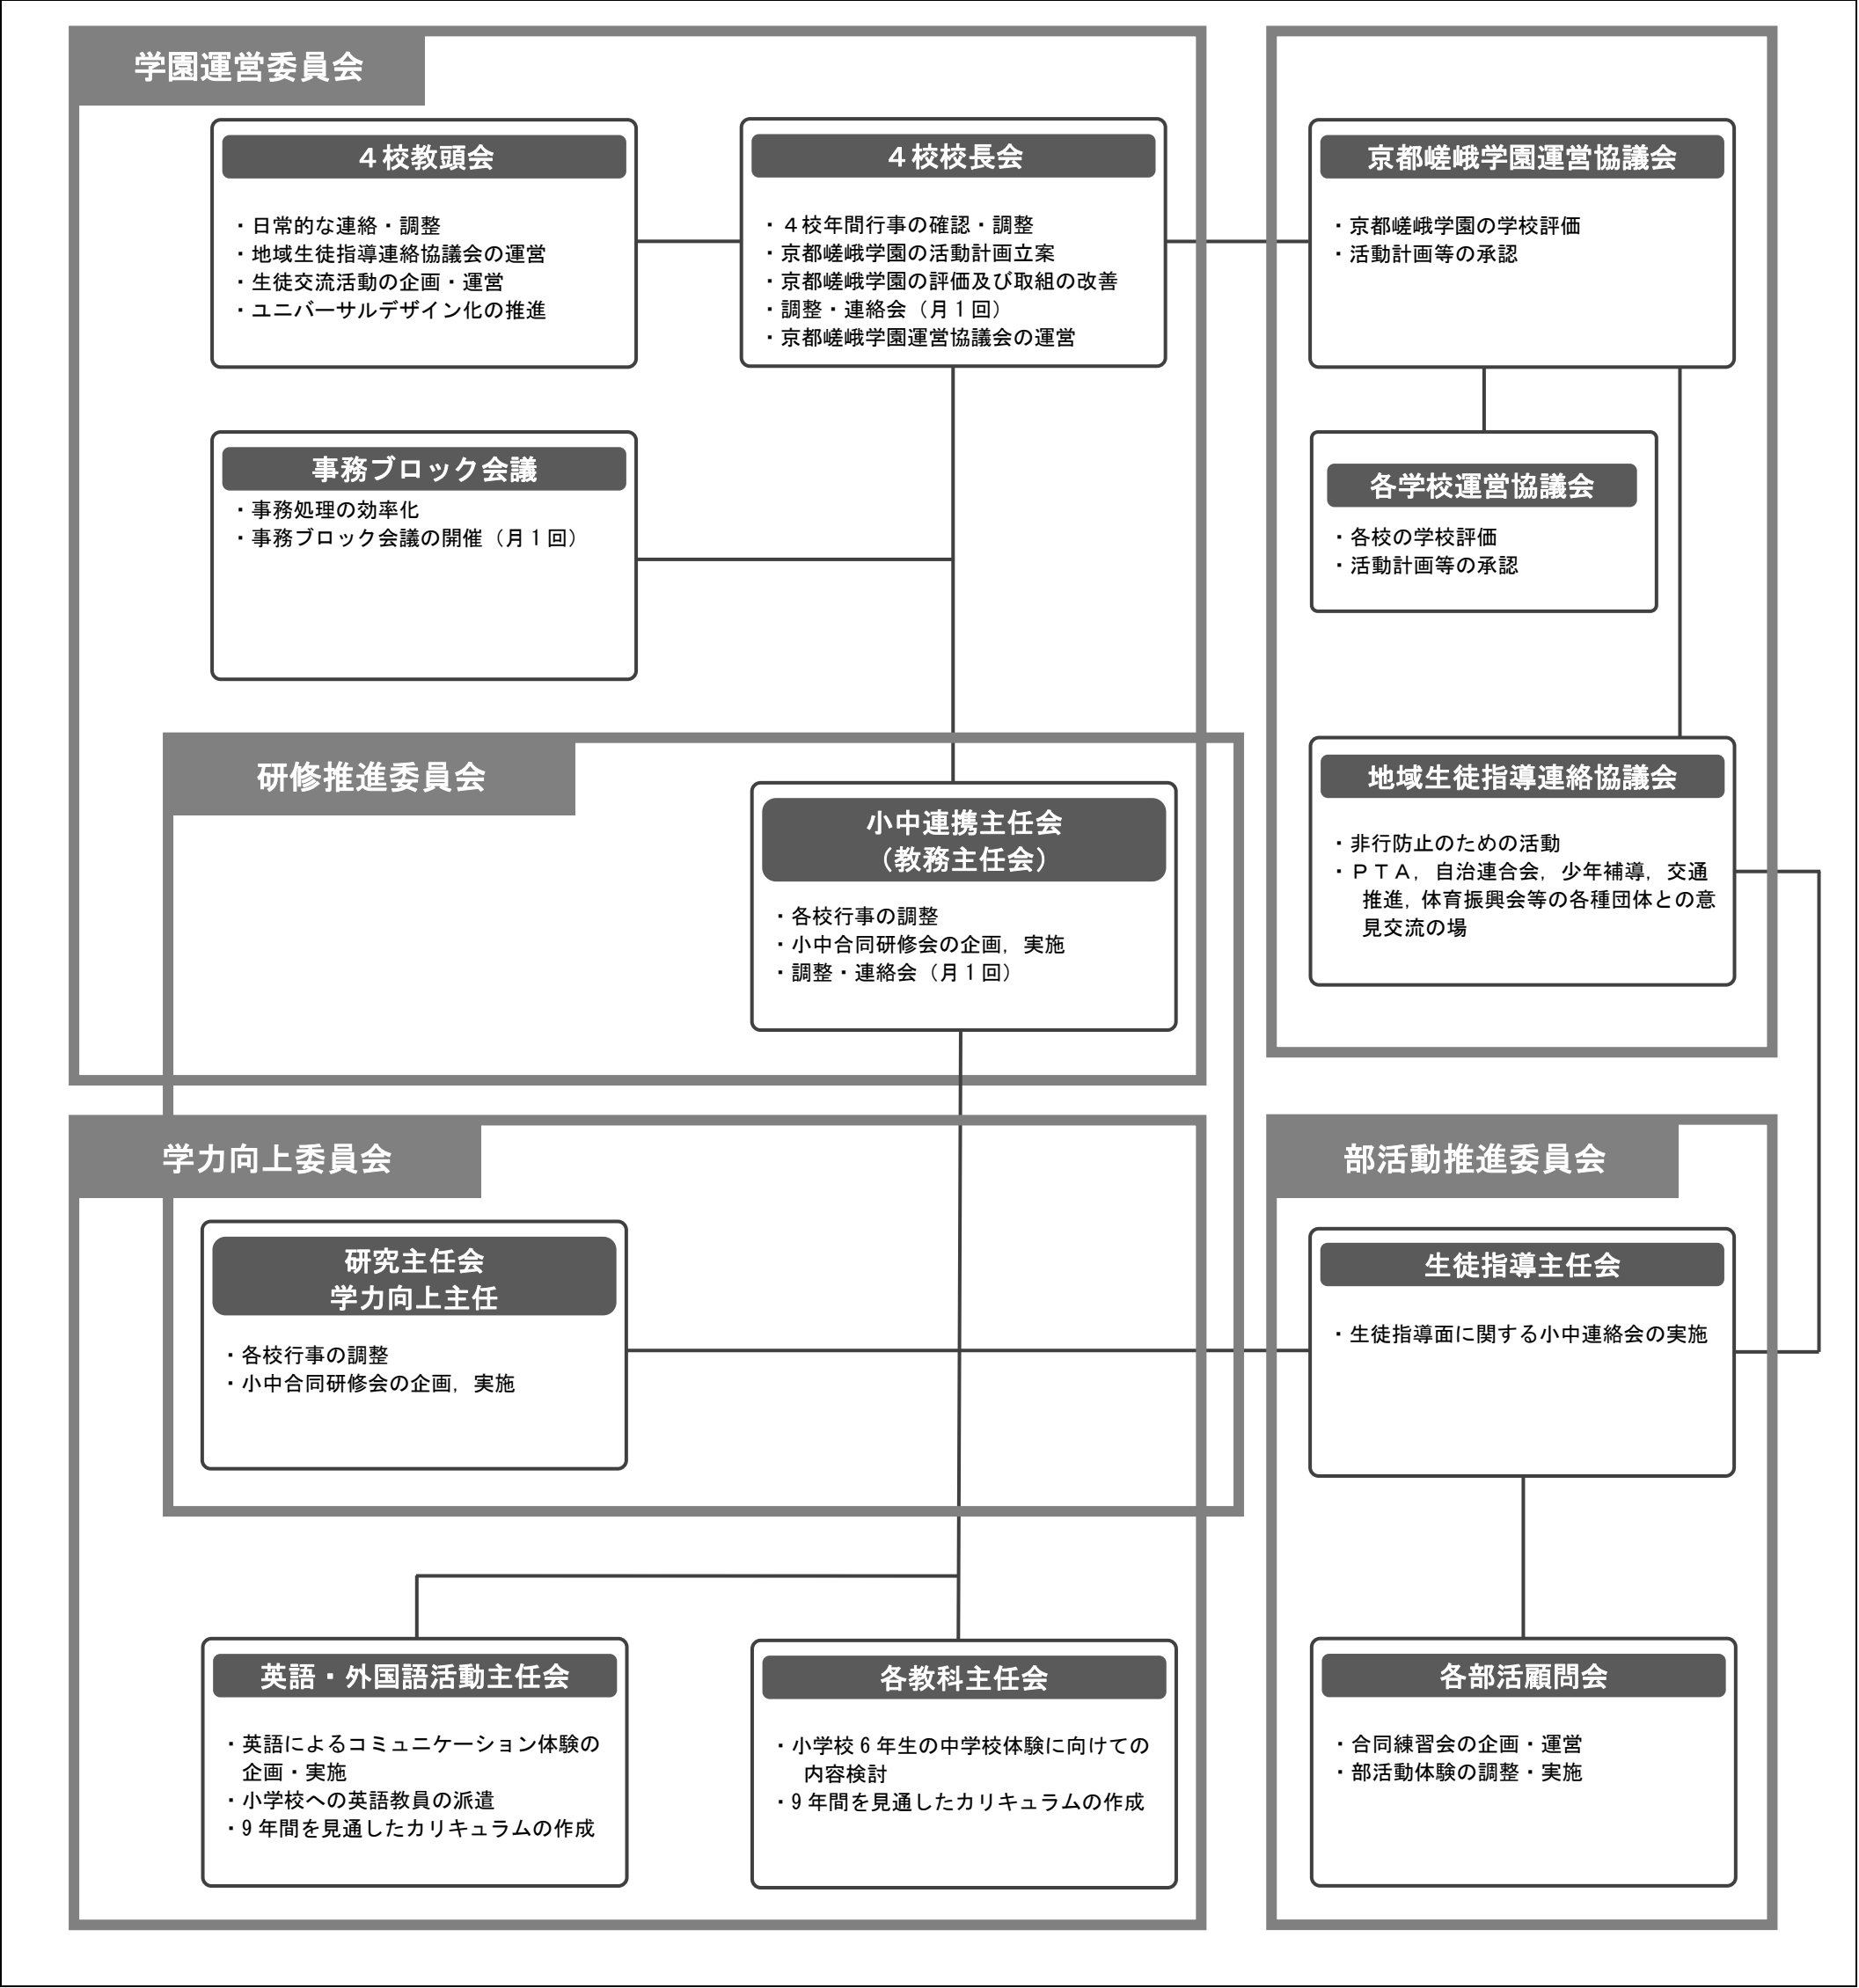 学園運営委員会
４校教頭会
・日常的な連絡・調整
・地域生徒指導連絡協議会の運営
・生徒交流活動の企画・運営
・ユニバーサルデザイン化の推進
４校校長会
・４校年間行事の確認・調整
・京都嵯峨学園の活動計画立案
・京都嵯峨学園の評価及び取組の改善
・調整・連絡会（月１回）
・京都嵯峨学園運営協議会の運営
京都嵯峨学園運営協議会
・京都嵯峨学園の学校評価
・活動計画等の承認
事務ブロック会議
・事務処理の効率化
・事務ブロック会議の開催（月１回）
各学校運営協議会
・各校の学校評価
・活動計画等の承認
研修推進委員会
小中連携主任会
（教務主任会）
・各校行事の調整
・小中合同研修会の企画，実施
・調整・連絡会（月１回）
地域生徒指導連絡協議会
・非行防止のための活動
・ＰＴＡ，自治連合会，少年補導，交通
推進，体育振興会等の各種団体との意
見交流の場
学力向上委員会
部活動推進委員会
研究主任会
学力向上主任
・各校行事の調整
・小中合同研修会の企画，実施
生徒指導主任会
・生徒指導面に関する小中連絡会の実施
英語・外国語活動主任会
・英語によるコミュニケーション体験の
企画・実施
・小学校への英語教員の派遣
・9年間を見通したカリキュラムの作成
各教科主任会
・小学校６年生の中学校体験に向けての
内容検討
・9年間を見通したカリキュラムの作成
各部活顧問会
・合同練習会の企画・運営
・部活動体験の調整・実施